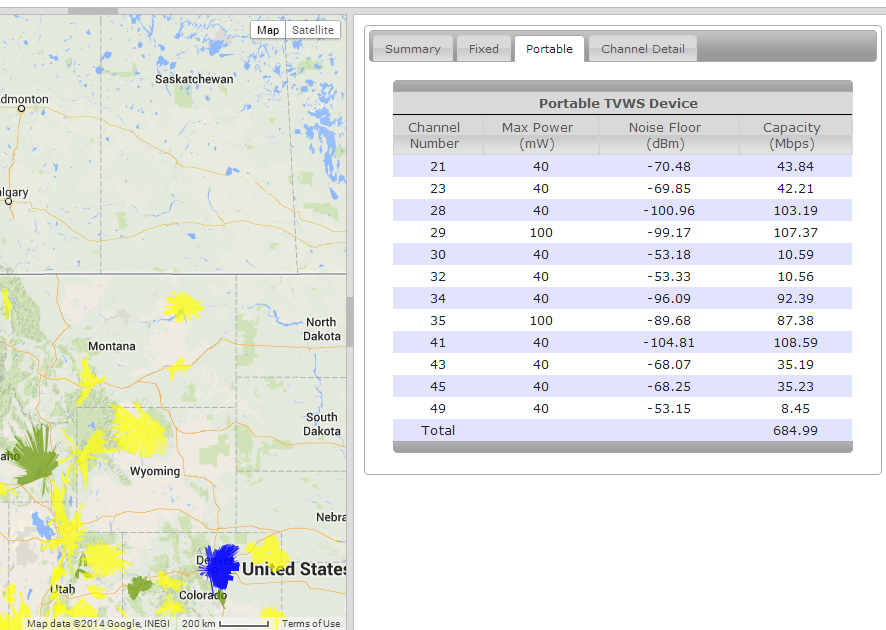 Map Satellite
Saskatchewan
dmonton
lgary
North
Dakota
Montana
South
Dakota
aho
Wyoming
Nebra
Denver
United States
Utah
Colorado
Map data ©2014 Google, INEGI 200 km Terms of Use
Summary Fixed Portable Channel Detail
Portable TVWS Device
Channel Number Max Power (mW) Noise Floor (dBm) Capacity (Mbps)
21 40 -70.48 43.84
23 40 -69.85 42.21
28 40 -100.96 103.19
29 100 -99.17 107.37
30 40 -53.18 10.59
32 40 -53.33 10.56
34 40 -96.09 92.39
35 100 -89.68 87.38
41 40 -104.81 108.59
43 40 -68.07 35.19
45 40 -68.25 35.23
49 40 -53.15 8.45
Total 684.99